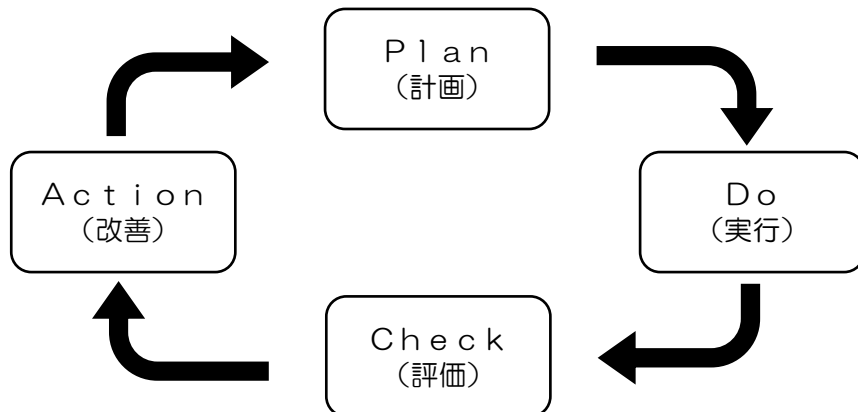 Ｐｌａｎ
（計画）
Ｄｏ
（実行）
Ｃｈｅｃｋ
（評価）
Ａｃｔｉｏｎ
（改善）